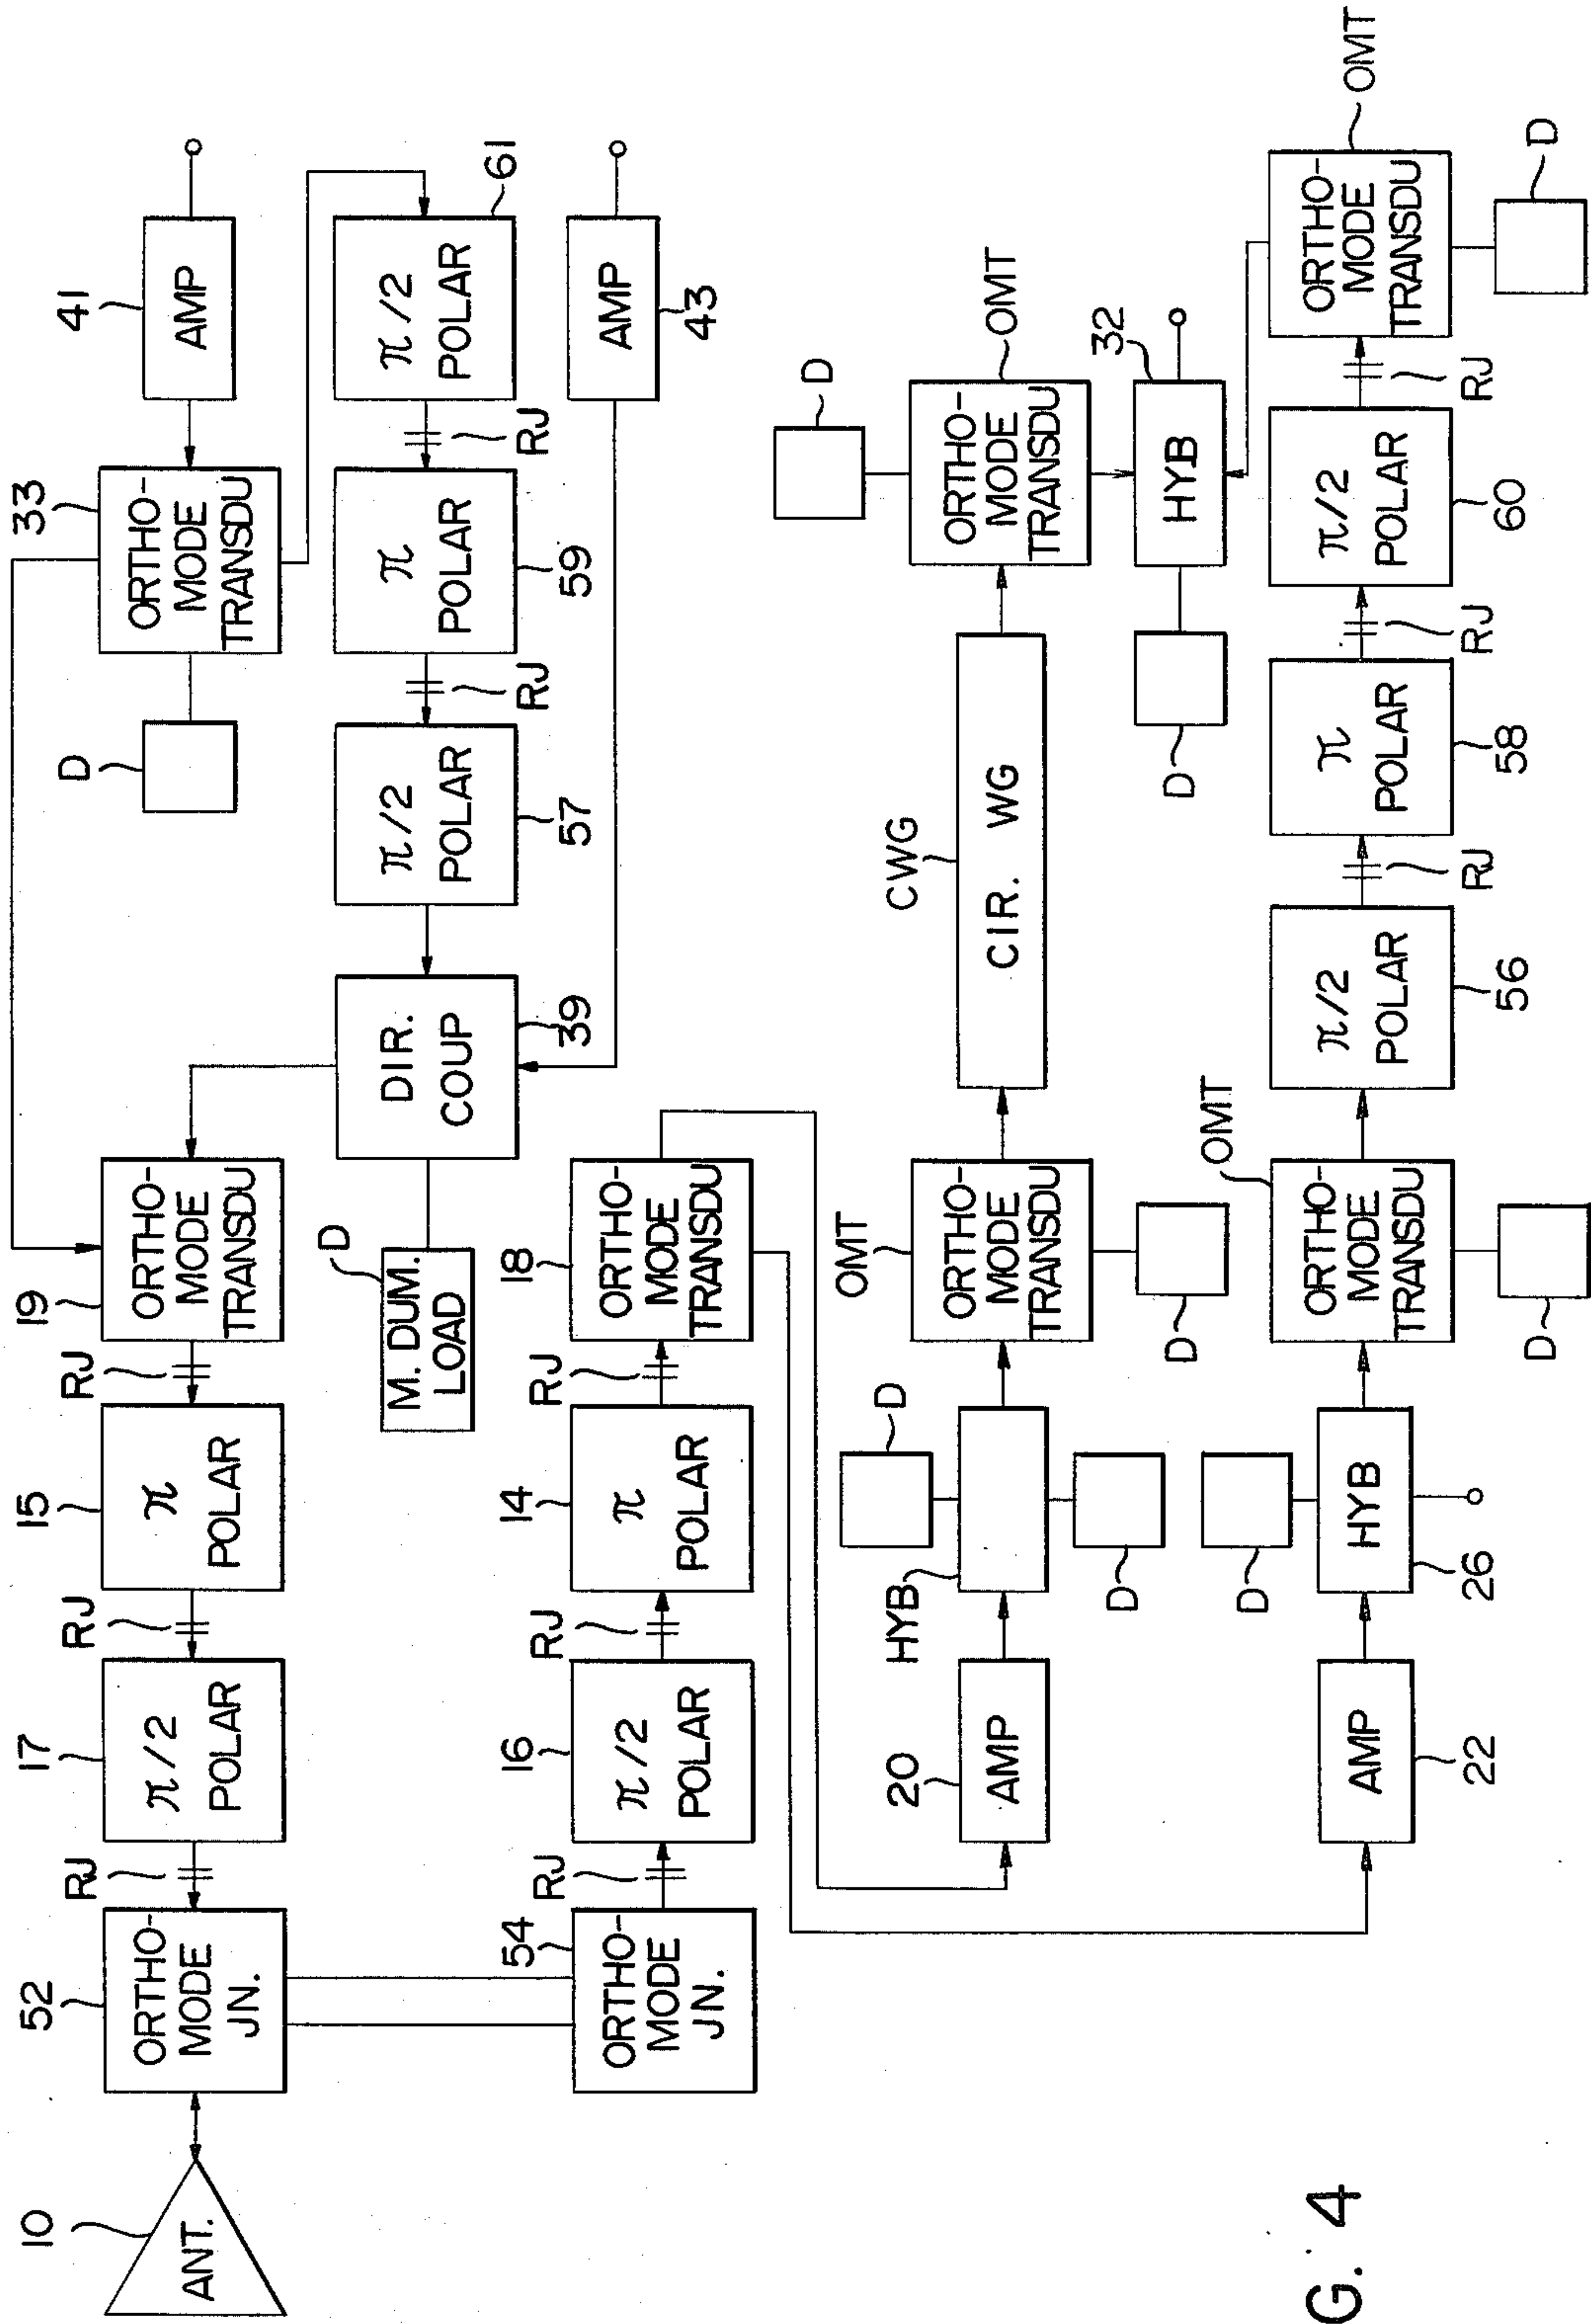 10
ANT.
52
ORTHO-
MODE
JN.
RJ
17
π/2
POLAR
RJ
15
π
POLAR
RJ
19
ORTHO-
MODE
TRANSDU
D
33
ORTHO-
MODE
TRANSDU
41
AMP
61
π/2
POLAR
RJ
59
π
POLAR
RJ
57
π/2
POLAR
39
DIR.
COUP
D
M. DUM.
LOAD
AMP
43
54
ORTHO-
MODE
JN.
RJ
16
π/2
POLAR
RJ
14
π
POLAR
RJ
18
ORTHO-
MODE
TRANSDU
20
AMP
HYB
D
D
OMT
ORTHO-
MODE
TRANSDU
D
CWG
CIR. WG
D
ORTHO-
MODE
TRANSDU
OMT
32
HYB
D
AMP
22
D
HYB
26
OMT
ORTHO-
MODE
TRANSDU
D
π/2
POLAR
56
RJ
π
POLAR
58
RJ
π/2
POLAR
60
RJ
ORTHO-
MODE
TRANSDU
OMT
D
G. 4